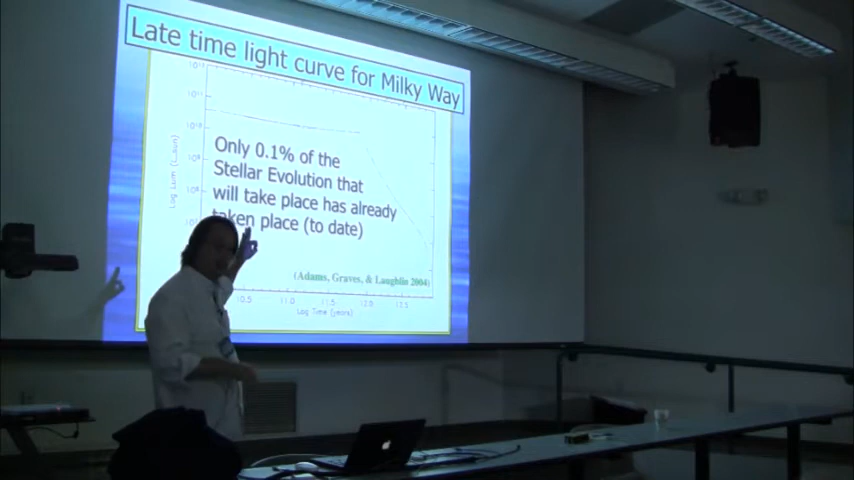 Late time light curve for Milky Way
Only 0.1% of the
Stellar Evolution that
will take place has already
taken place (to date)
(Adams, Graves, & Laughlin 2004)
10.5 11.0 11.5 12.0 12.5
Log Time (years)